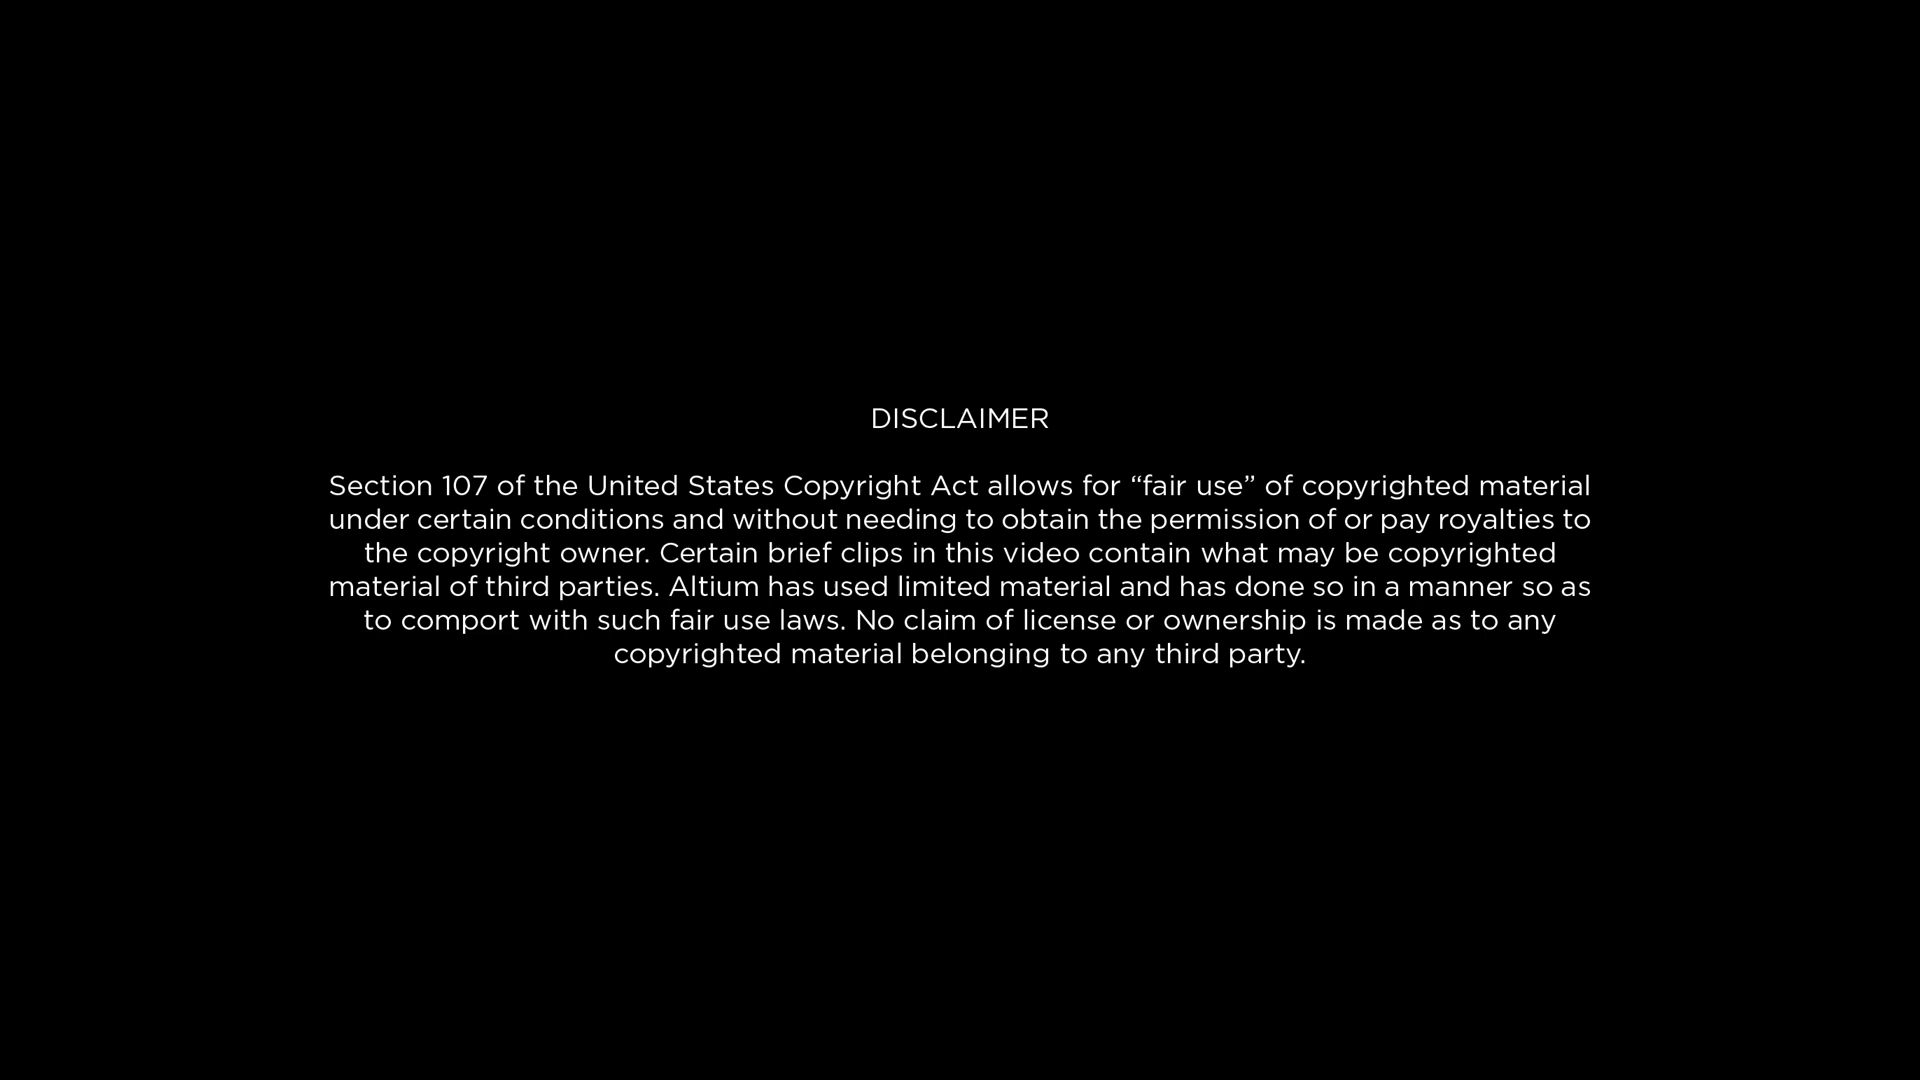 DISCLAIMER
Section 107 of the United States Copyright Act allows for “fair use” of copyrighted material
under certain conditions and without needing to obtain the permission of or pay royalties to
the copyright owner. Certain brief clips in this video contain what may be copyrighted
material of third parties. Altium has used limited material and has done so in a manner so as
to comport with such fair use laws. No claim of license or ownership is made as to any
copyrighted material belonging to any third party.